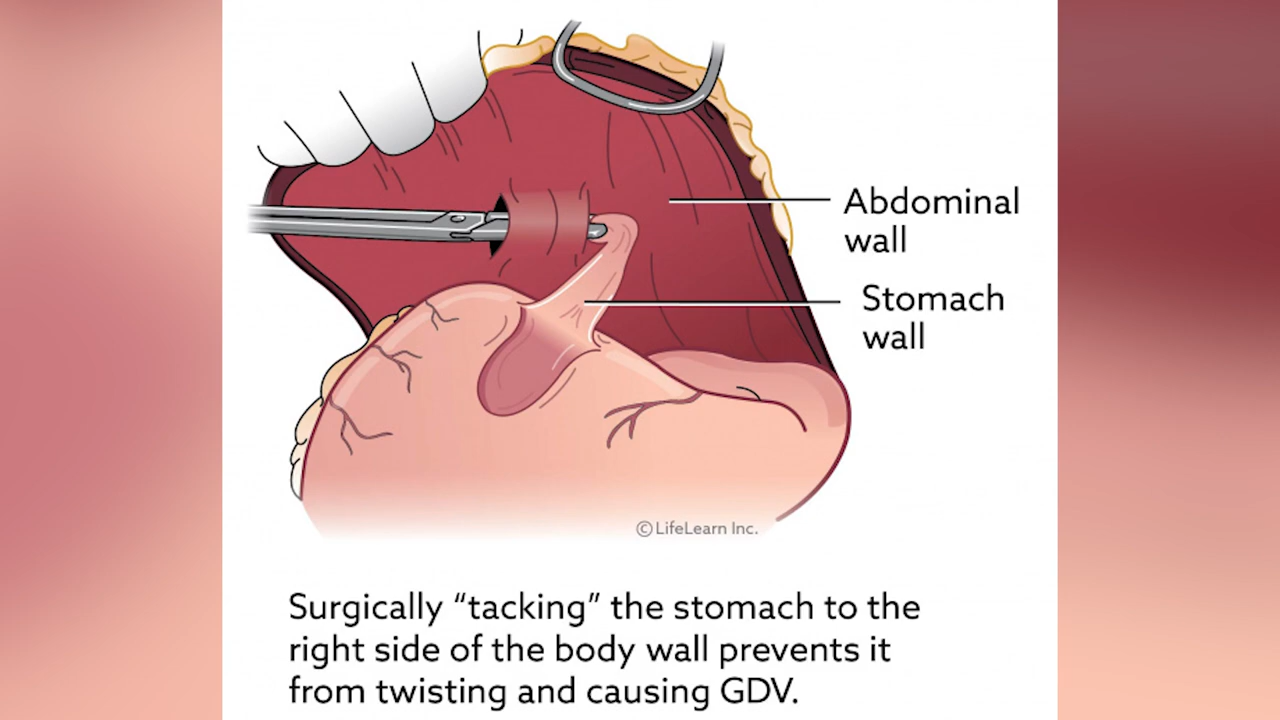 Abdominal
wall
Stomach
wall
© LifeLearn Inc.
Surgically “tacking” the stomach to the
right side of the body wall prevents it
from twisting and causing GDV.